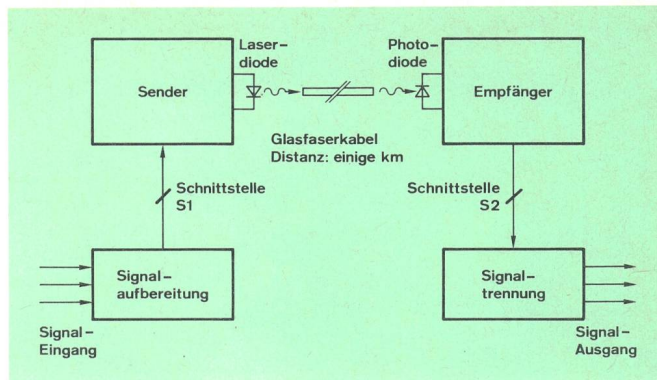 Laser-
diode
Photo-
diode
Sender
Empfänger
Glasfaserkabel
Distanz: einige km
Schnittstelle
S1
Schnittstelle
S2
Signal-
aufbereitung
Signal-
trennung
Signal-
Eingang
Signal-
Ausgang